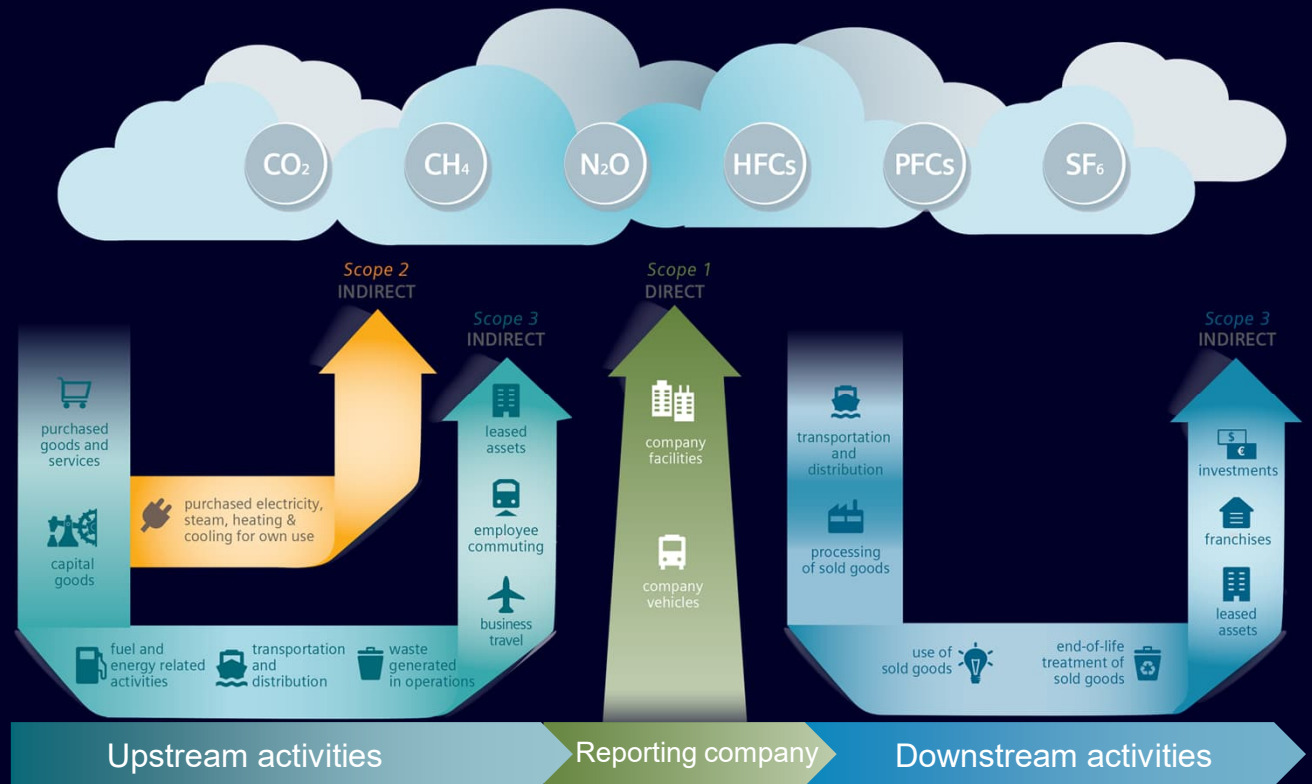 CO₂
CH₄
N₂O
HFCs
PFCs
SF₆
Scope 2
INDIRECT
Scope 3
INDIRECT
Scope 1
DIRECT
Scope 3
INDIRECT
purchased
goods and
services
capital
goods
purchased electricity,
steam, heating &
cooling for own use
fuel and
energy related
activities
transportation
and
distribution
waste
generated
in operations
leased
assets
employee
commuting
business
travel
company
facilities
company
vehicles
transportation
and
distribution
processing
of sold goods
use of
sold goods
end-of-life
treatment of
sold goods
$
€
investments
franchises
leased
assets
Upstream activities
Reporting company
Downstream activities